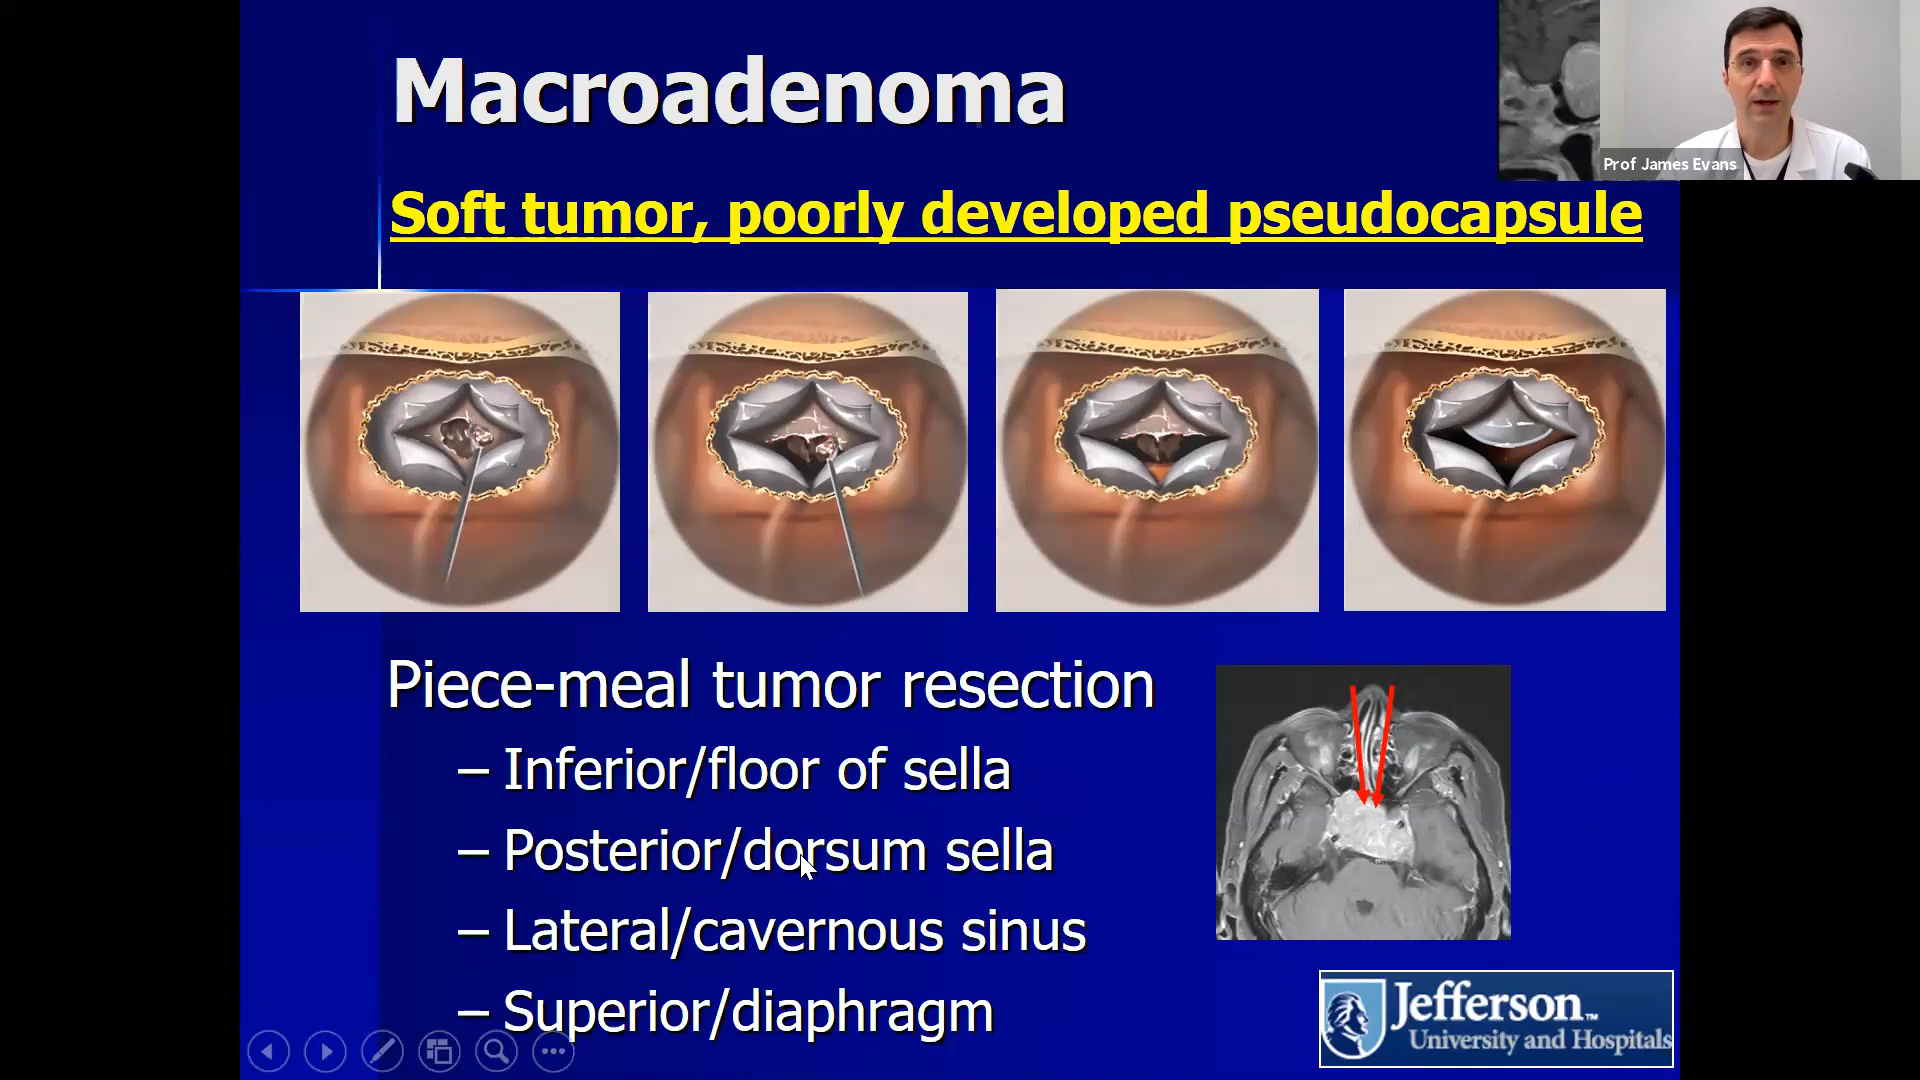 Macroadenoma
Prof James Evans
Soft tumor, poorly developed pseudocapsule
Piece-meal tumor resection
– Inferior/floor of sella
– Posterior/dorsum sella
– Lateral/cavernous sinus
– Superior/diaphragm
Jefferson™
University and Hospitals